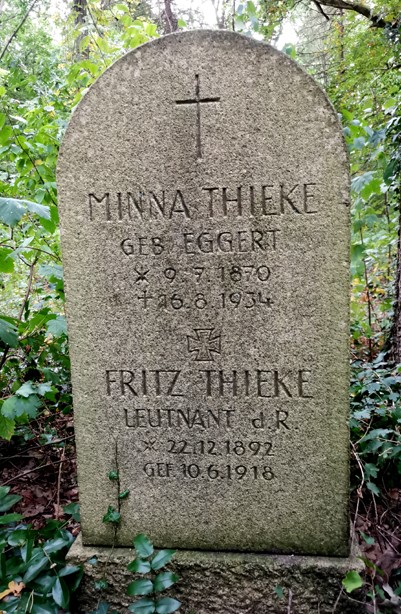 MINNA THIEKE
GEB EGGERT
* 9.7.1870
† 26.8.1934
FRITZ THIEKE
LEUTNANT d.R.
* 22.12.1892
GEF 10.6.1918